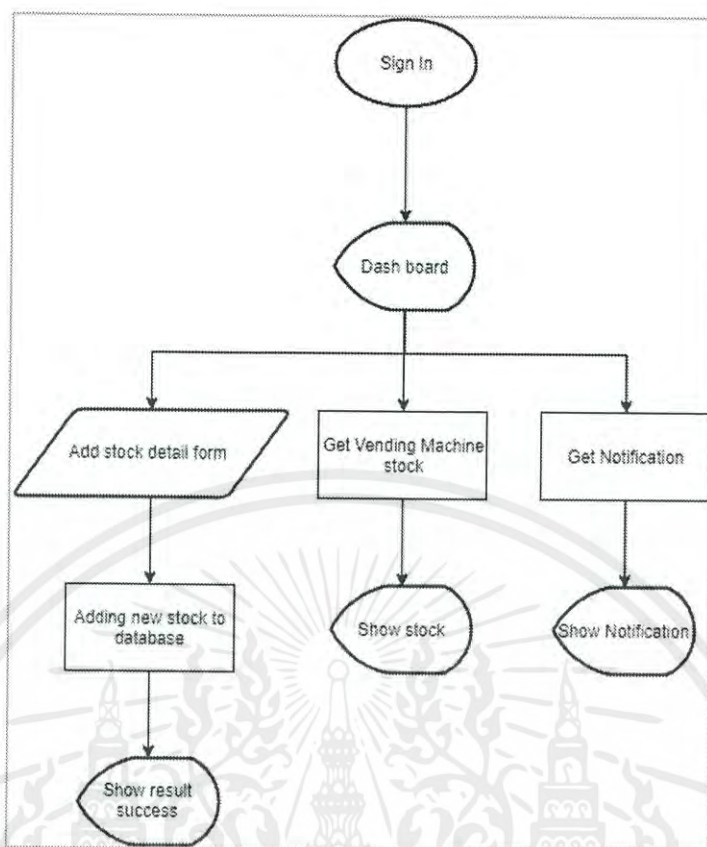 Sign In
Dash board
Add stock detail form
Get Vending Machine
stock
Get Notification
Adding new stock to
database
Show stock
Show Notification
Show result
success